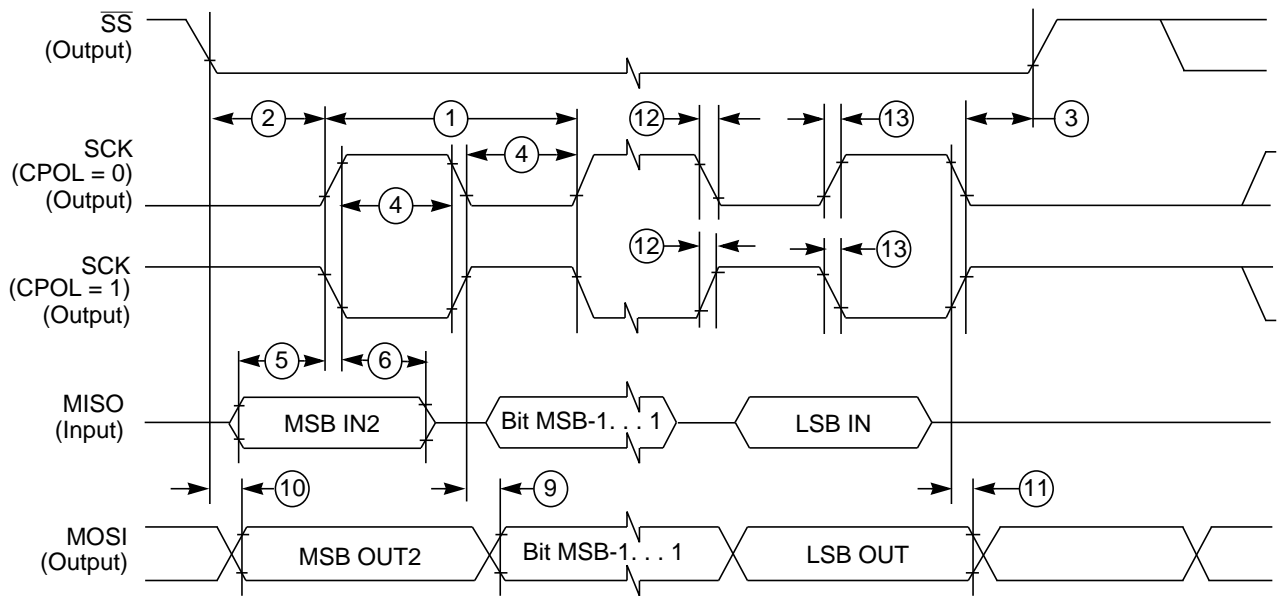 SS
(Output)
2
1
12
13
3
SCK
(CPOL = 0)
(Output)
4
4
12
13
SCK
(CPOL = 1)
(Output)
5
6
MISO
(Input)
MSB IN2
Bit MSB-1. . . 1
LSB IN
10
9
11
MOSI
(Output)
MSB OUT2
Bit MSB-1. . . 1
LSB OUT